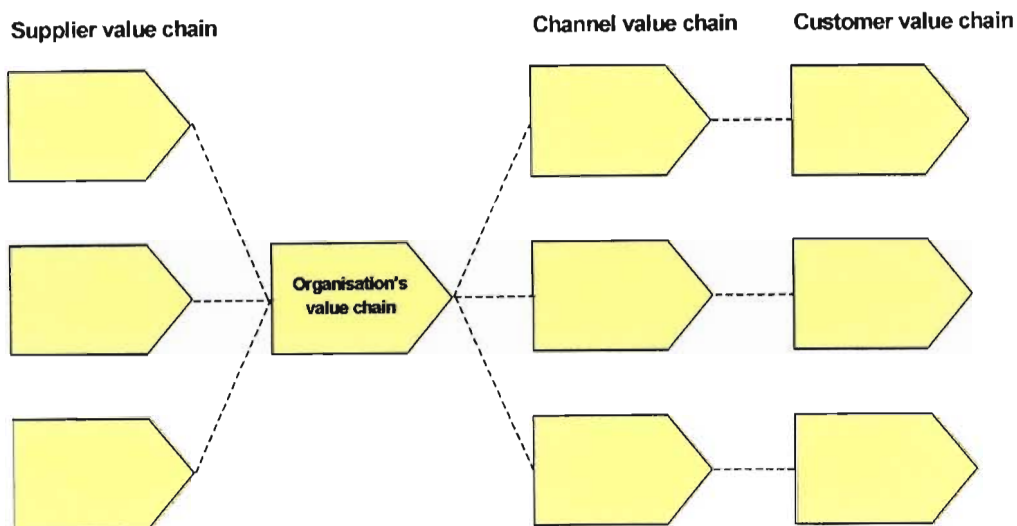 Supplier value chain
Channel value chain
Customer value chain
Organisation's
value chain